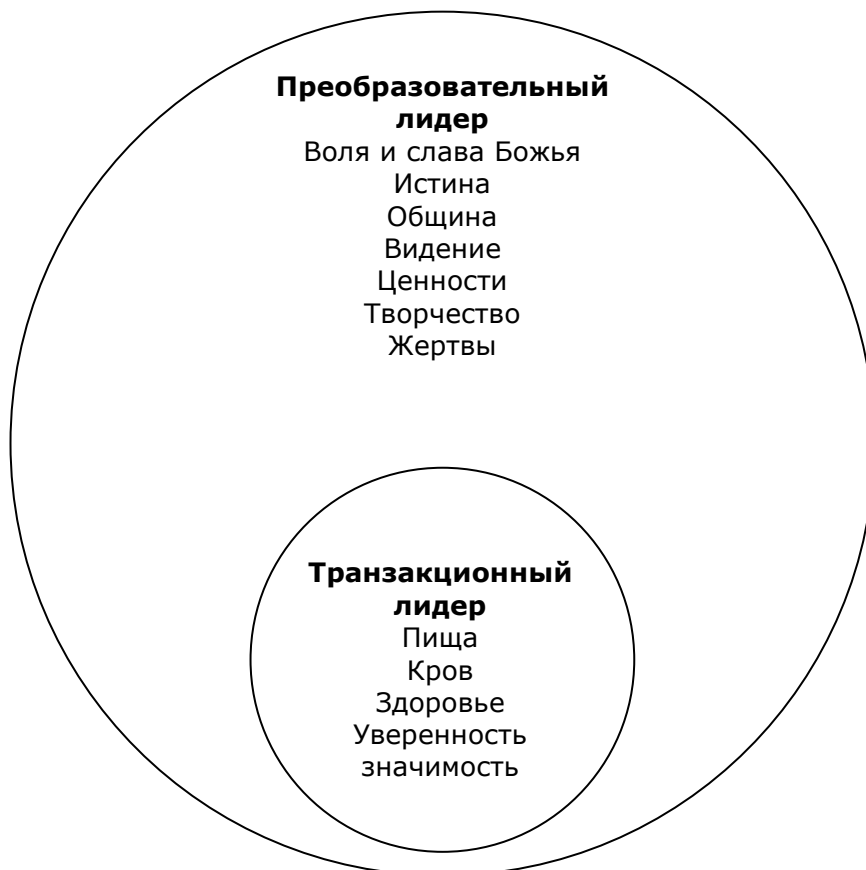 Преобразовательный
лидер
Воля и слава Божья
Истина
Община
Видение
Ценности
Творчество
Жертвы
Транзакционный
лидер
Пища
Кров
Здоровье
Уверенность
значимость